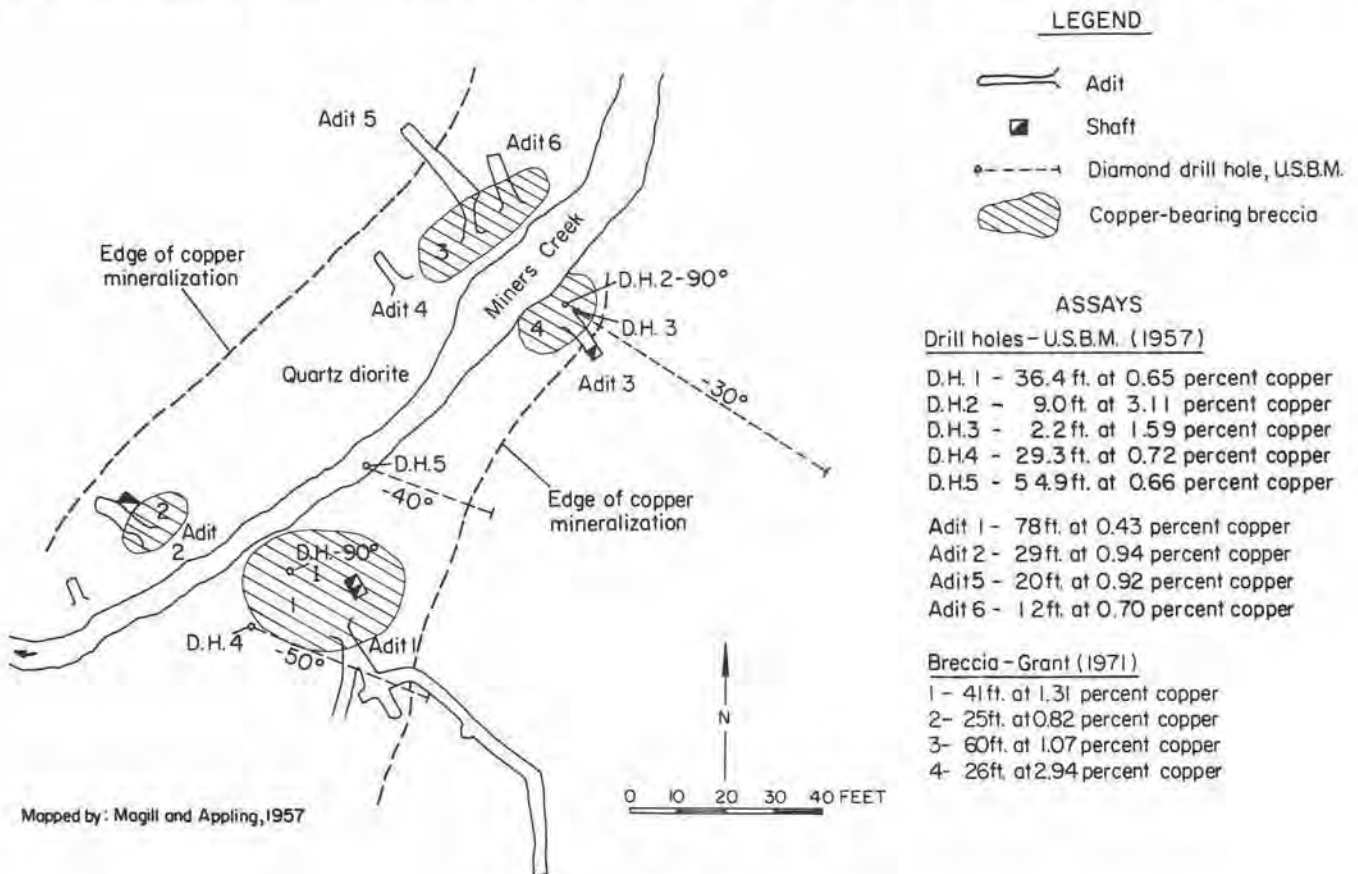 LEGEND
Adit
Shaft
Diamond drill hole, U.S.B.M.
Copper-bearing breccia
ASSAYS
Drill holes - U.S.B.M. (1957)
D.H. 1 - 36.4 ft. at 0.65 percent copper
D.H.2 - 9.0 ft. at 3.11 percent copper
D.H.3 - 2.2 ft. at 1.59 percent copper
D.H.4 - 29.3 ft. at 0.72 percent copper
D.H.5 - 54.9 ft. at 0.66 percent copper
Adit 1 - 78 ft. at 0.43 percent copper
Adit 2 - 29 ft. at 0.94 percent copper
Adit 5 - 20 ft. at 0.92 percent copper
Adit 6 - 12 ft. at 0.70 percent copper
Breccia - Grant (1971)
1 - 41 ft. at 1.31 percent copper
2- 25 ft. at 0.82 percent copper
3- 60 ft. at 1.07 percent copper
4- 26 ft. at 2.94 percent copper
Adit 5
Adit 6
Edge of copper
mineralization
3
Adit 4
Miners Creek
D.H.2-90°
D.H. 3
4
Adit 3
-30°
Quartz diorite
D.H.5
-40°
Edge of copper
mineralization
2
Adit
2
D.H.-90°
1
1
D.H.4
Adit 1
-50°
N
0 10 20 30 40 FEET
Mapped by: Magill and Appling, 1957